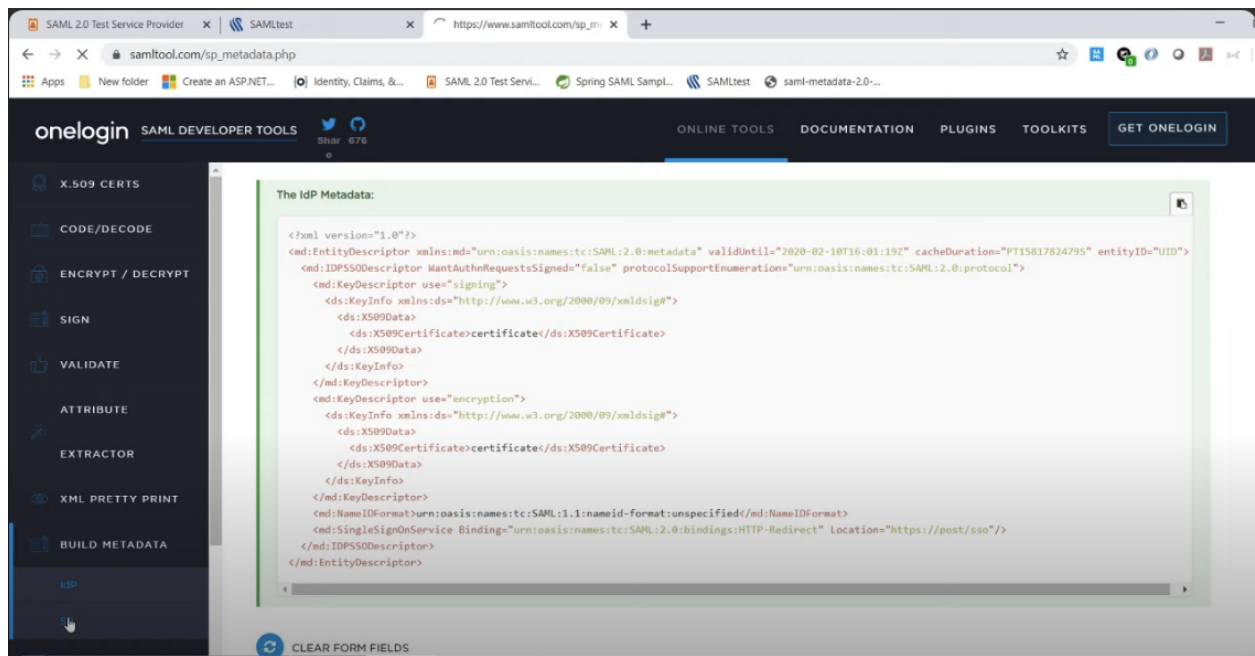 SAML 2.0 Test Service Provider
SAMLtest
https://www.samltool.com/sp_m
samltool.com/sp_metadata.php
Apps
New folder
Create an ASP.NET...
Identity, Claims, &...
SAML 2.0 Test Servi...
Spring SAML Sampl...
SAMLtest
saml-metadata-2.0-...
onelogin SAML DEVELOPER TOOLS
Shar
e
676
ONLINE TOOLS
DOCUMENTATION
PLUGINS
TOOLKITS
GET ONELOGIN
X.509 CERTS
CODE/DECODE
ENCRYPT / DECRYPT
SIGN
VALIDATE
ATTRIBUTE
EXTRACTOR
XML PRETTY PRINT
BUILD METADATA
IdP
The IdP Metadata:
<?xml version="1.0"?>
<md:EntityDescriptor xmlns:md="urn:oasis:names:tc:SAML:2.0:metadata" validUntil="2020-02-10T16:01:19Z" cacheDuration="PT1581782479S" entityID="UID">
<md:IDPSSODescriptor WantAuthnRequestsSigned="false" protocolSupportEnumeration="urn:oasis:names:tc:SAML:2.0:protocol">
<md:KeyDescriptor use="signing">
<ds:KeyInfo xmlns:ds="http://www.w3.org/2000/09/xmldsig#">
<ds:X509Data>
<ds:X509Certificate>certificate</ds:X509Certificate>
</ds:X509Data>
</ds:KeyInfo>
</md:KeyDescriptor>
<md:KeyDescriptor use="encryption">
<ds:KeyInfo xmlns:ds="http://www.w3.org/2000/09/xmldsig#">
<ds:X509Data>
<ds:X509Certificate>certificate</ds:X509Certificate>
</ds:X509Data>
</ds:KeyInfo>
</md:KeyDescriptor>
<md:NameIDFormat>urn:oasis:names:tc:SAML:1.1:nameid-format:unspecified</md:NameIDFormat>
<md:SingleSignOnService Binding="urn:oasis:names:tc:SAML:2.0:bindings:HTTP-Redirect" Location="https://post/sso"/>
</md:IDPSSODescriptor>
</md:EntityDescriptor>
CLEAR FORM FIELDS